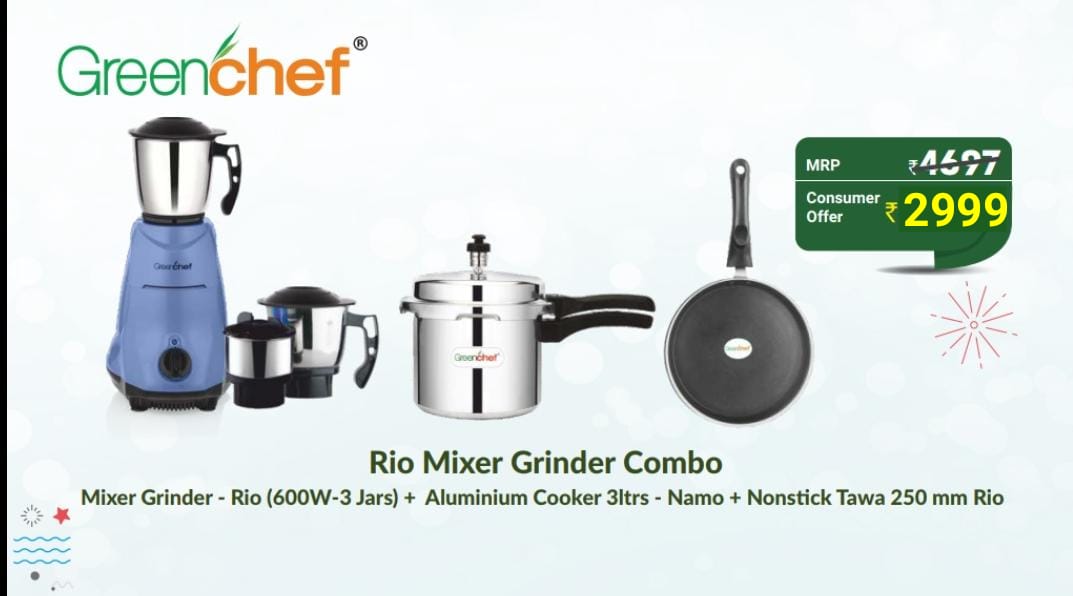 Greenchef®
MRP ₹4697
Consumer Offer ₹2999
Greenchef
Greenchef
Greenchef
Rio Mixer Grinder Combo
Mixer Grinder - Rio (600W-3 Jars) + Aluminium Cooker 3ltrs - Namo + Nonstick Tawa 250 mm Rio